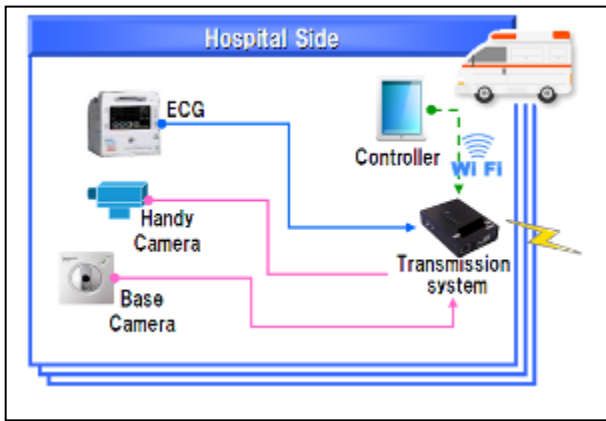 Hospital Side
ECG
Controller
Wi Fi
Handy
Camera
Transmission
system
Base
Camera